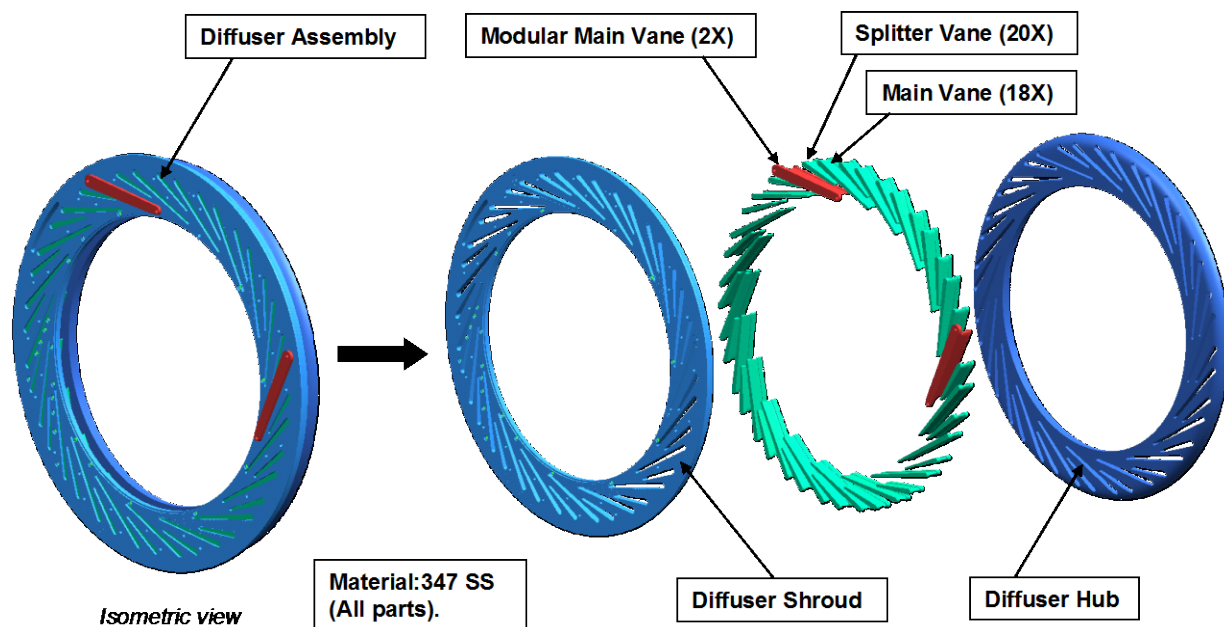 Diffuser Assembly
Modular Main Vane (2X)
Splitter Vane (20X)
Main Vane (18X)
Material:347 SS
(All parts).
Diffuser Shroud
Diffuser Hub
Isometric view